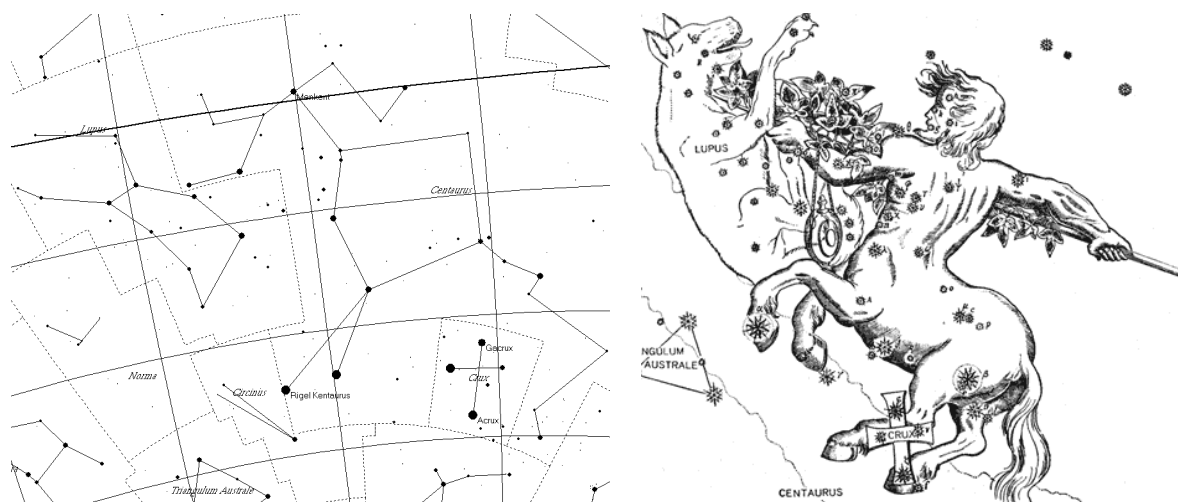 Menkent
Lupus
Centaurus
Gacrux
Crux
Norma
Circinus
Rigel Kentaurus
Acrux
Triangulum Australe
LUPUS
NGULUM
AUSTRALE
CRUX
CENTAURUS